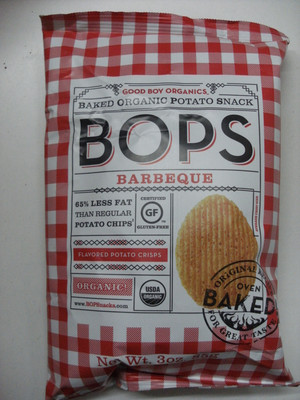 GOOD BOY ORGANICS
BAKED ORGANIC POTATO SNACK
BOPS
BARBEQUE
65% LESS FAT
THAN REGULAR
POTATO CHIPS
CERTIFIED
GF
GLUTEN-FREE
FLAVORED POTATO CRISPS
ORGANIC!
www.BOPSsnacks.com
USDA
ORGANIC
ORIGINAL
OVEN
BAKED
FOR GREAT TASTE
Net Wt. 3oz. 85g